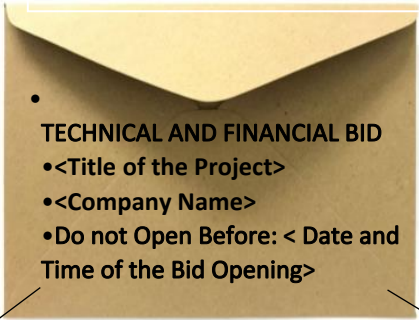 •
TECHNICAL AND FINANCIAL BID
•<Title of the Project>
•<Company Name>
•Do not Open Before: < Date and
Time of the Bid Opening>